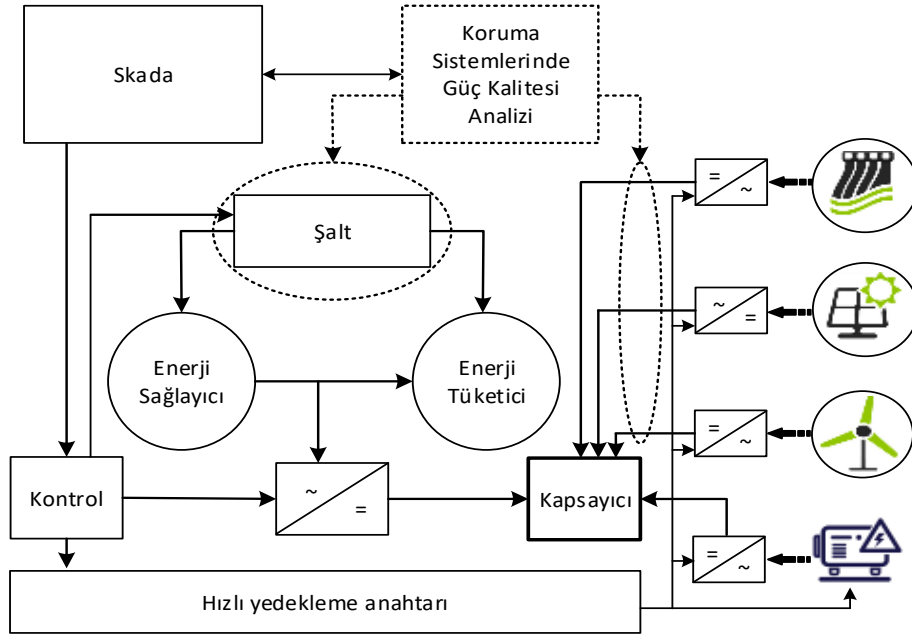 Skada
Koruma
Sistemlerinde
Güç Kalitesi
Analizi
=
~
Şalt
~
=
Enerji
Sağlayıcı
Enerji
Tüketici
=
~
Kontrol
~
=
Kapsayıcı
=
~
Hızlı yedekleme anahtarı